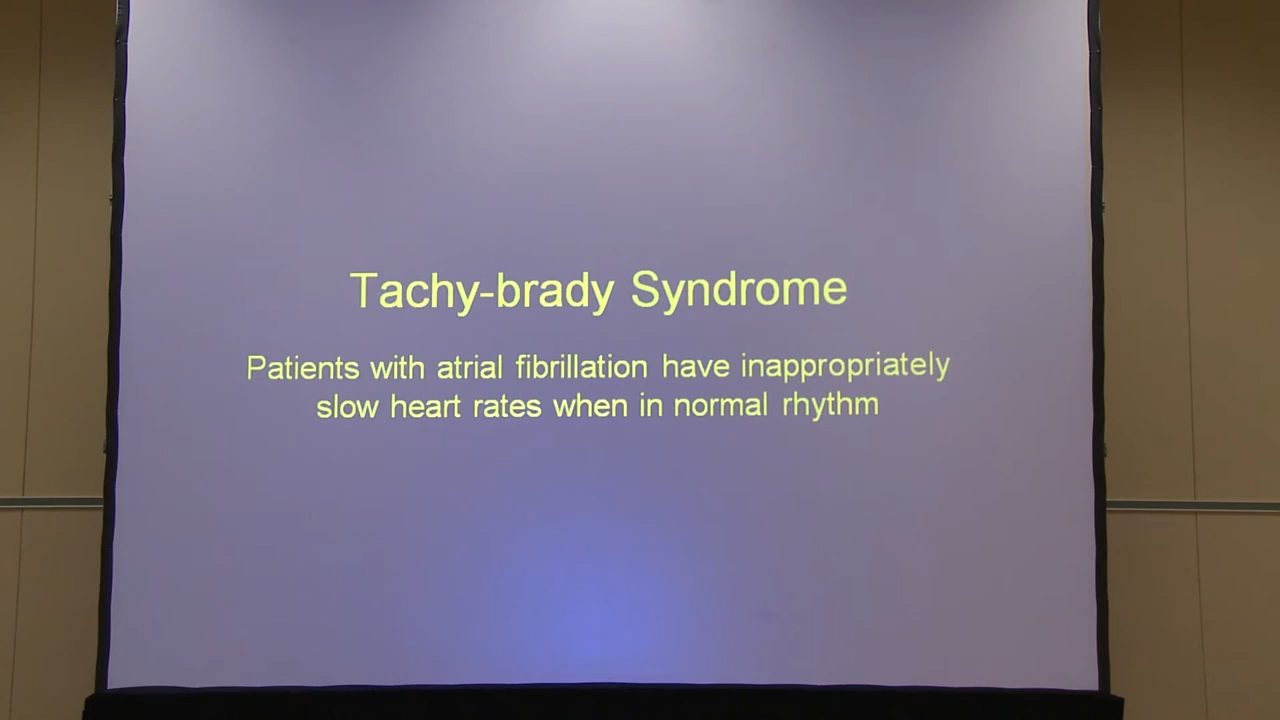 Tachy-brady Syndrome
Patients with atrial fibrillation have inappropriately
slow heart rates when in normal rhythm